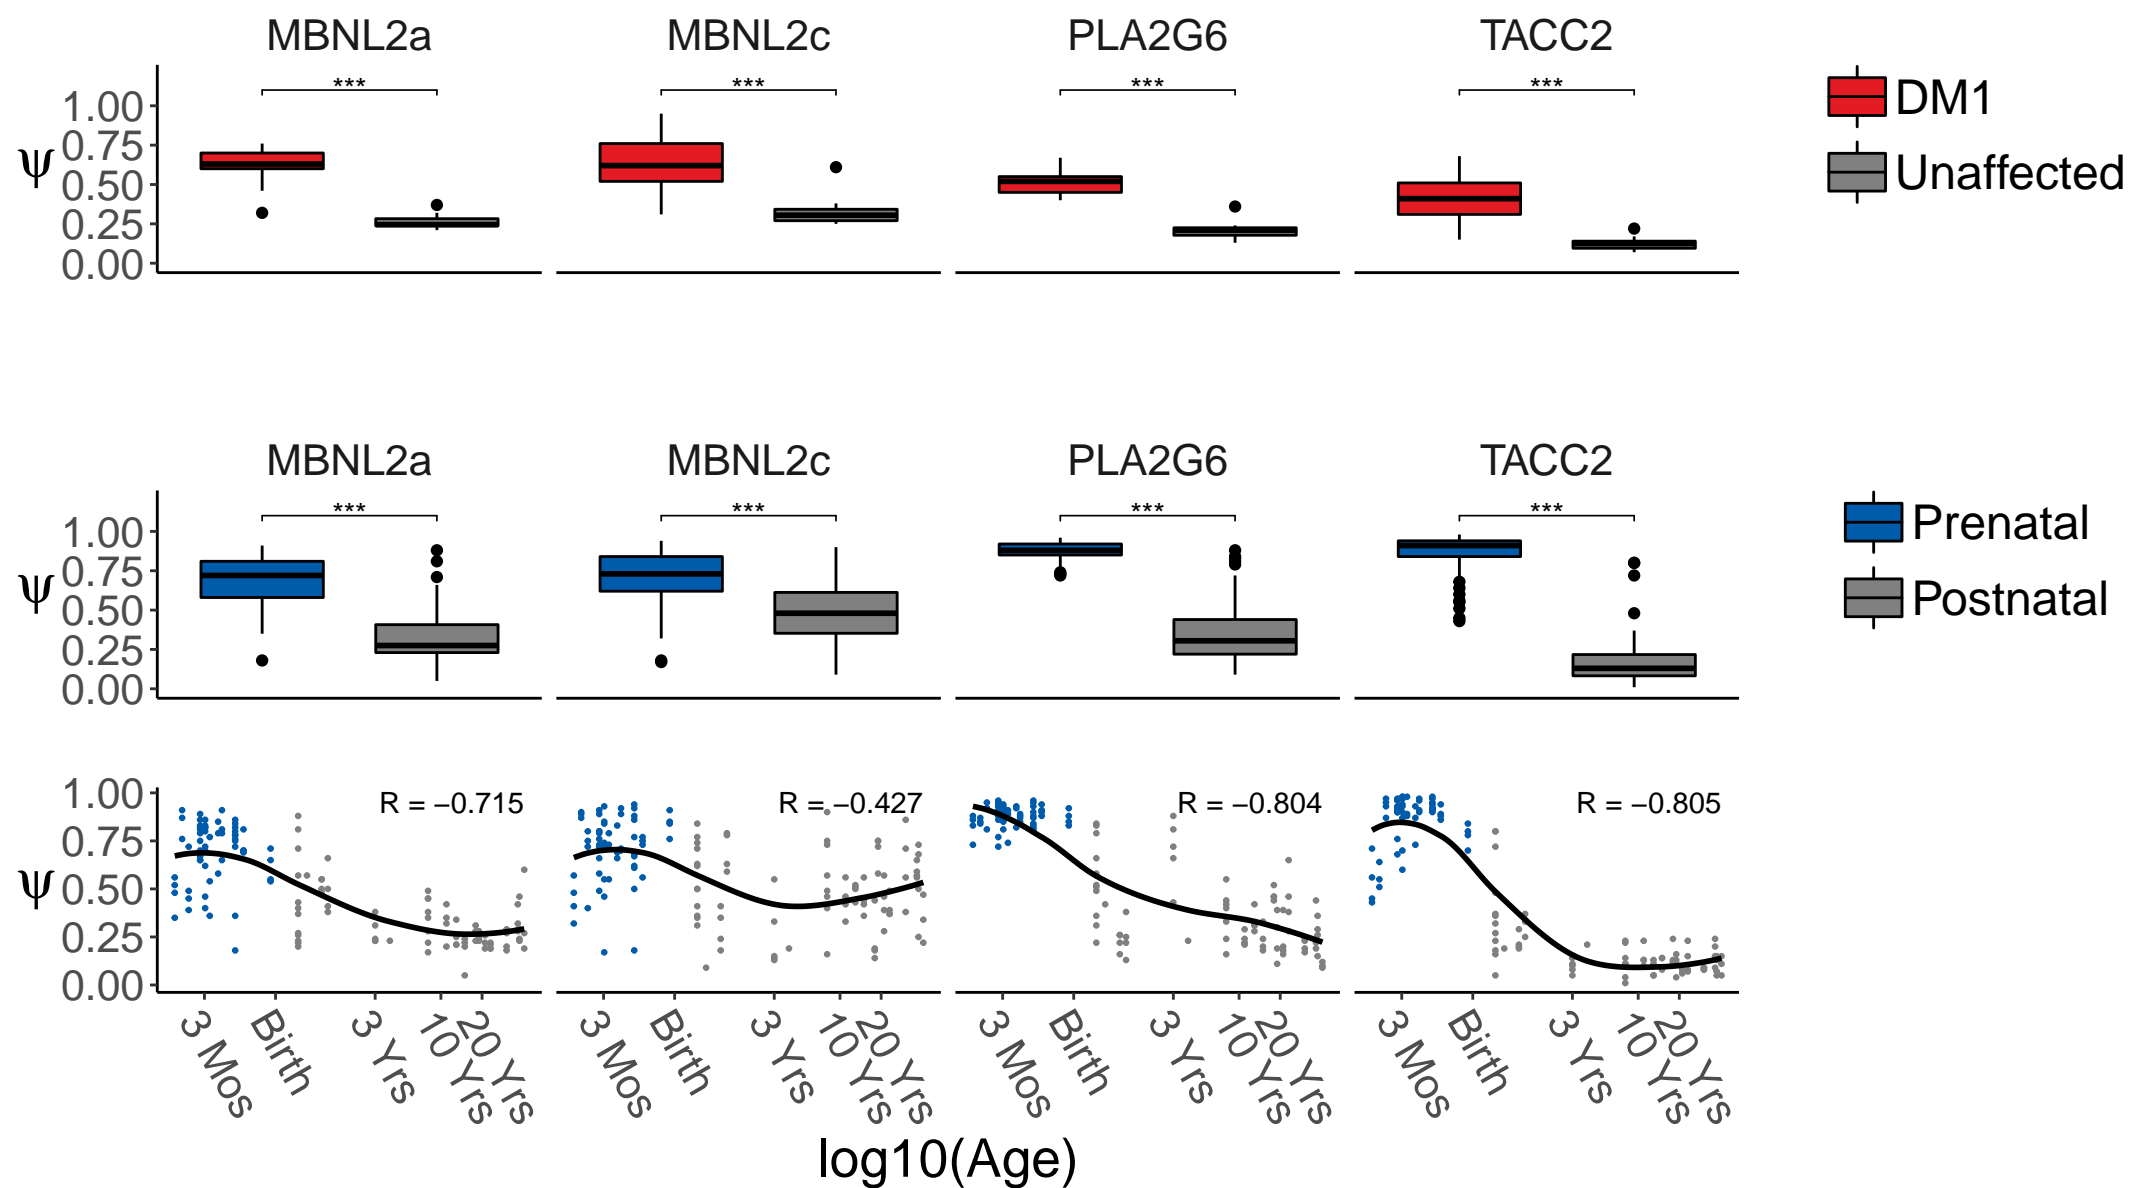 MBNL2a MBNL2c PLA2G6 TACC2
*** *** *** ***
DM1
Unaffected
ψ
1.00
0.75
0.50
0.25
0.00
MBNL2a MBNL2c PLA2G6 TACC2
*** *** *** ***
Prenatal
Postnatal
ψ
1.00
0.75
0.50
0.25
0.00
R = −0.715 R = −0.427 R = −0.804 R = −0.805
ψ
1.00
0.75
0.50
0.25
0.00
3 Mos Birth 3 Yrs 10 Yrs 20 Yrs 3 Mos Birth 3 Yrs 10 Yrs 20 Yrs 3 Mos Birth 3 Yrs 10 Yrs 20 Yrs 3 Mos Birth 3 Yrs 10 Yrs 20 Yrs
log10(Age)